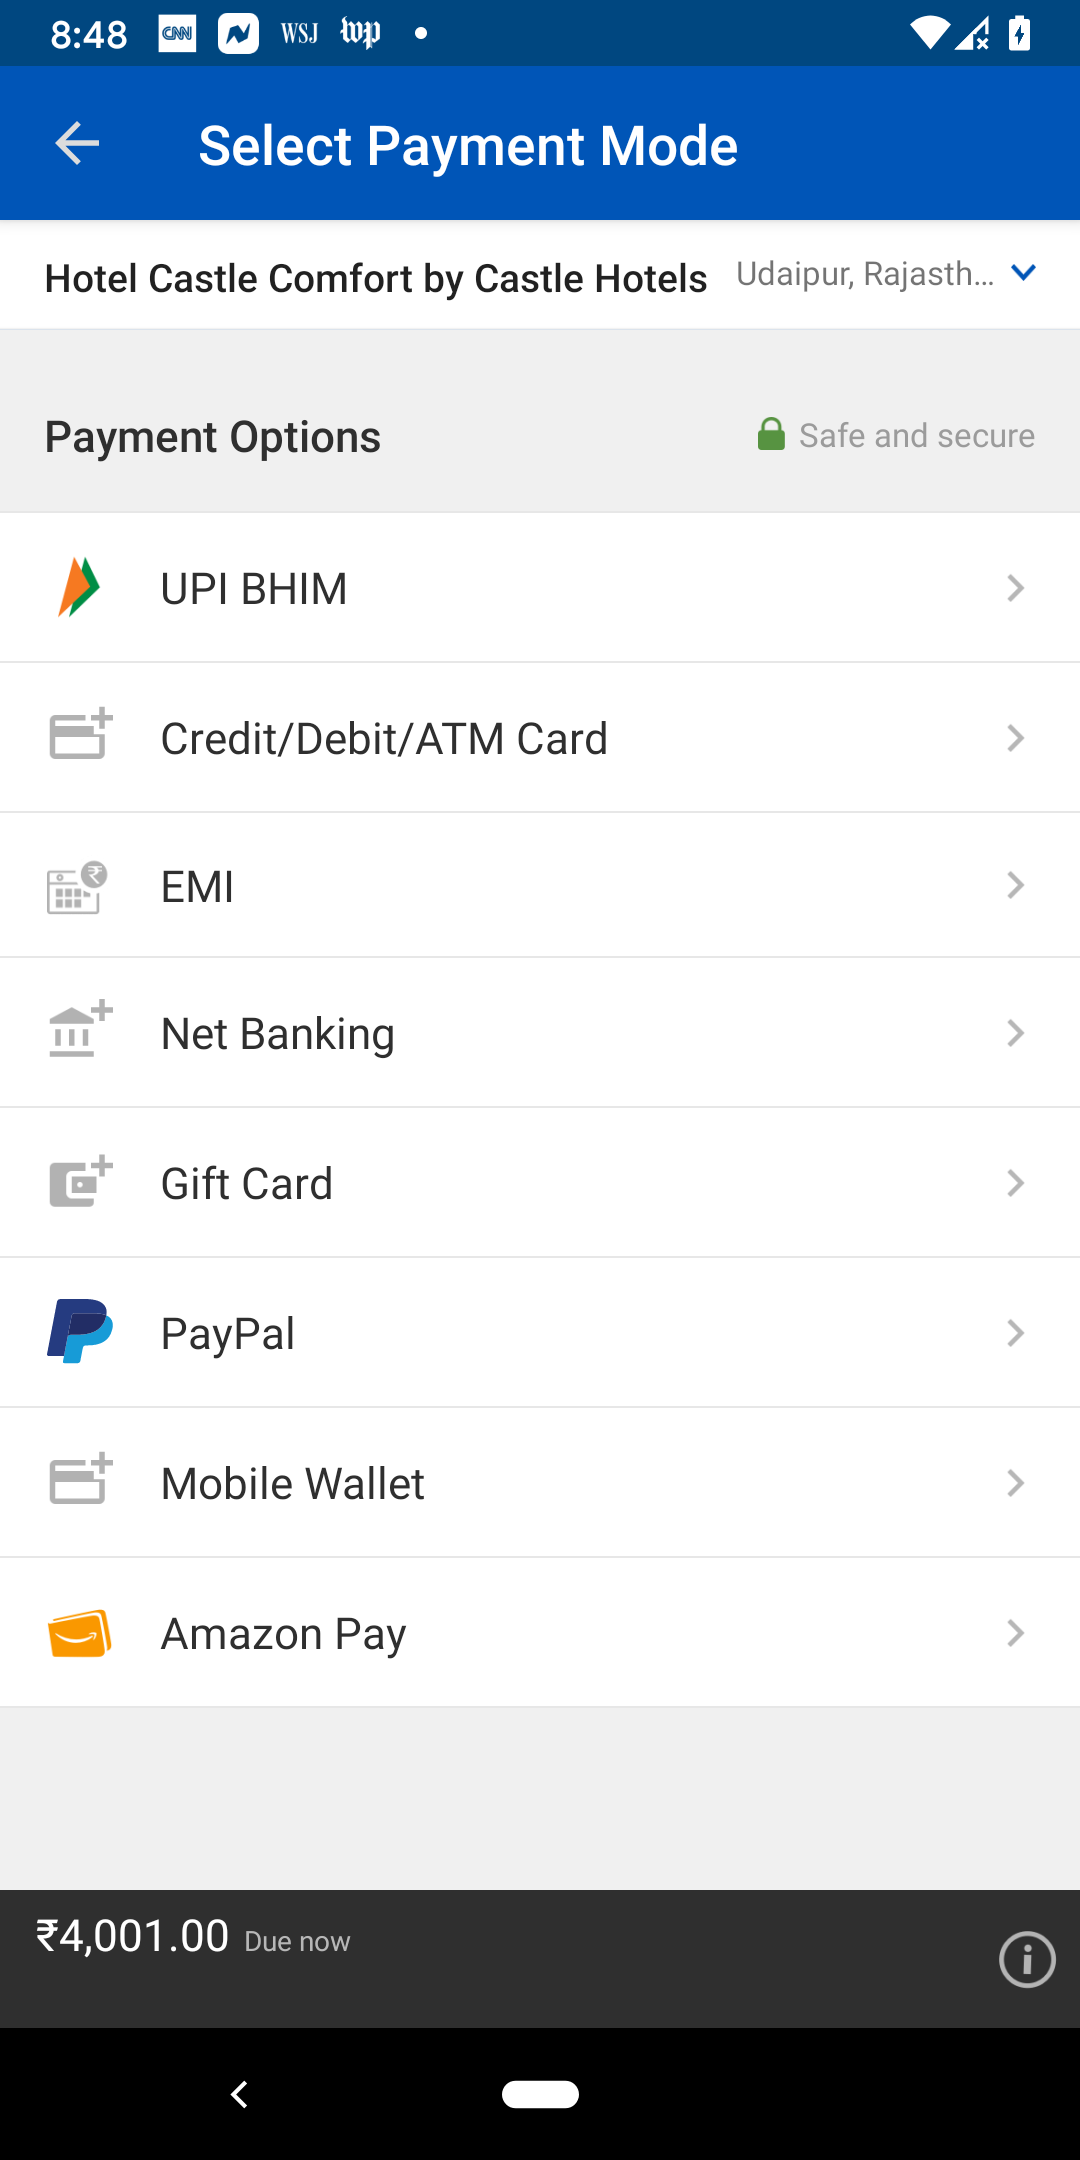 8:48 CNN WSJ wp
Select Payment Mode
Hotel Castle Comfort by Castle Hotels Udaipur, Rajasth...
Payment Options Safe and secure
UPI BHIM
Credit/Debit/ATM Card
EMI
Net Banking
Gift Card
PayPal
Mobile Wallet
Amazon Pay
₹4,001.00 Due now